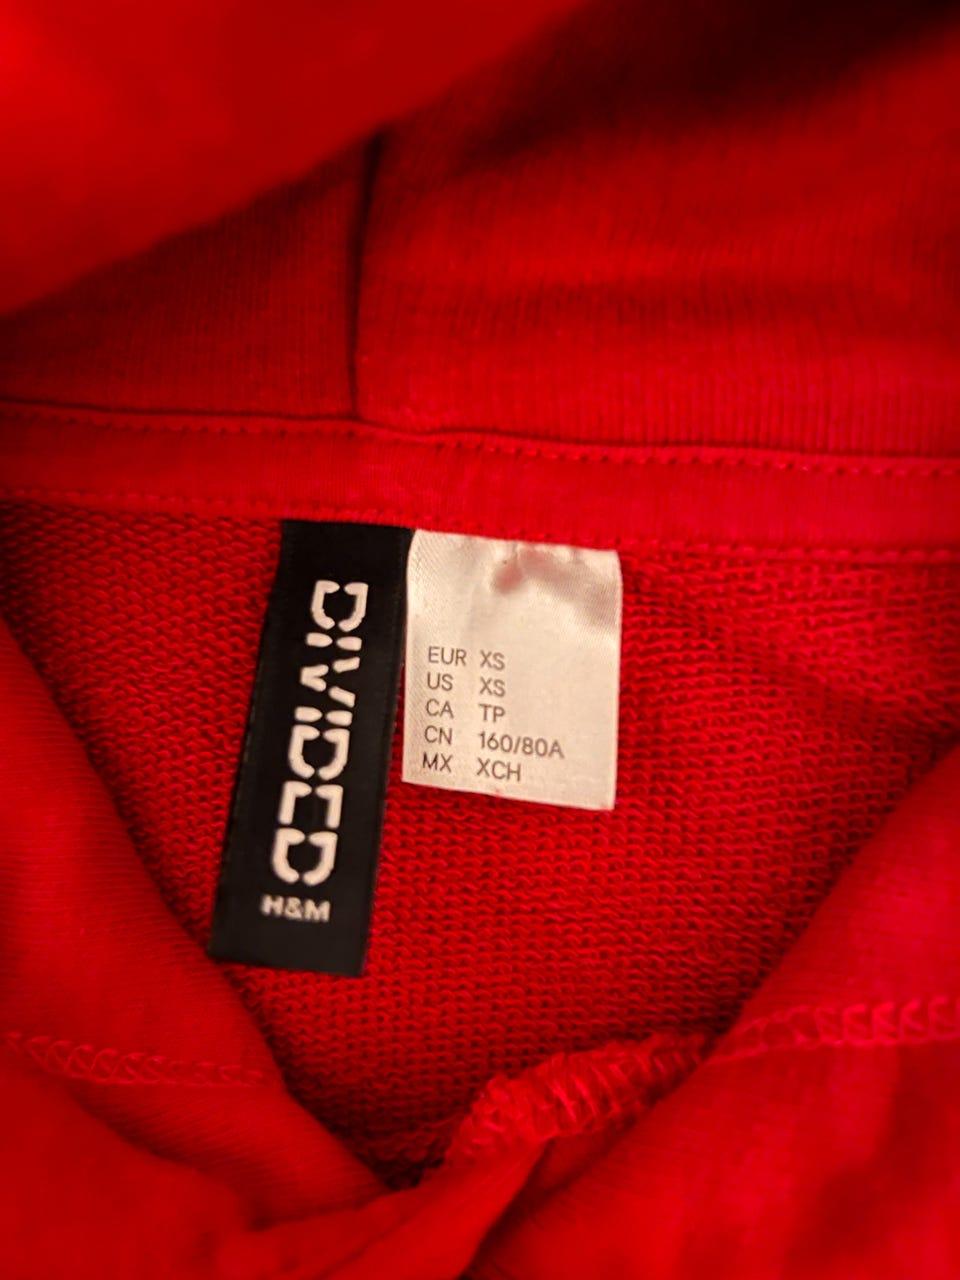 DIVIDED
H&M
EUR XS
US XS
CA TP
CN 160/80A
MX XCH